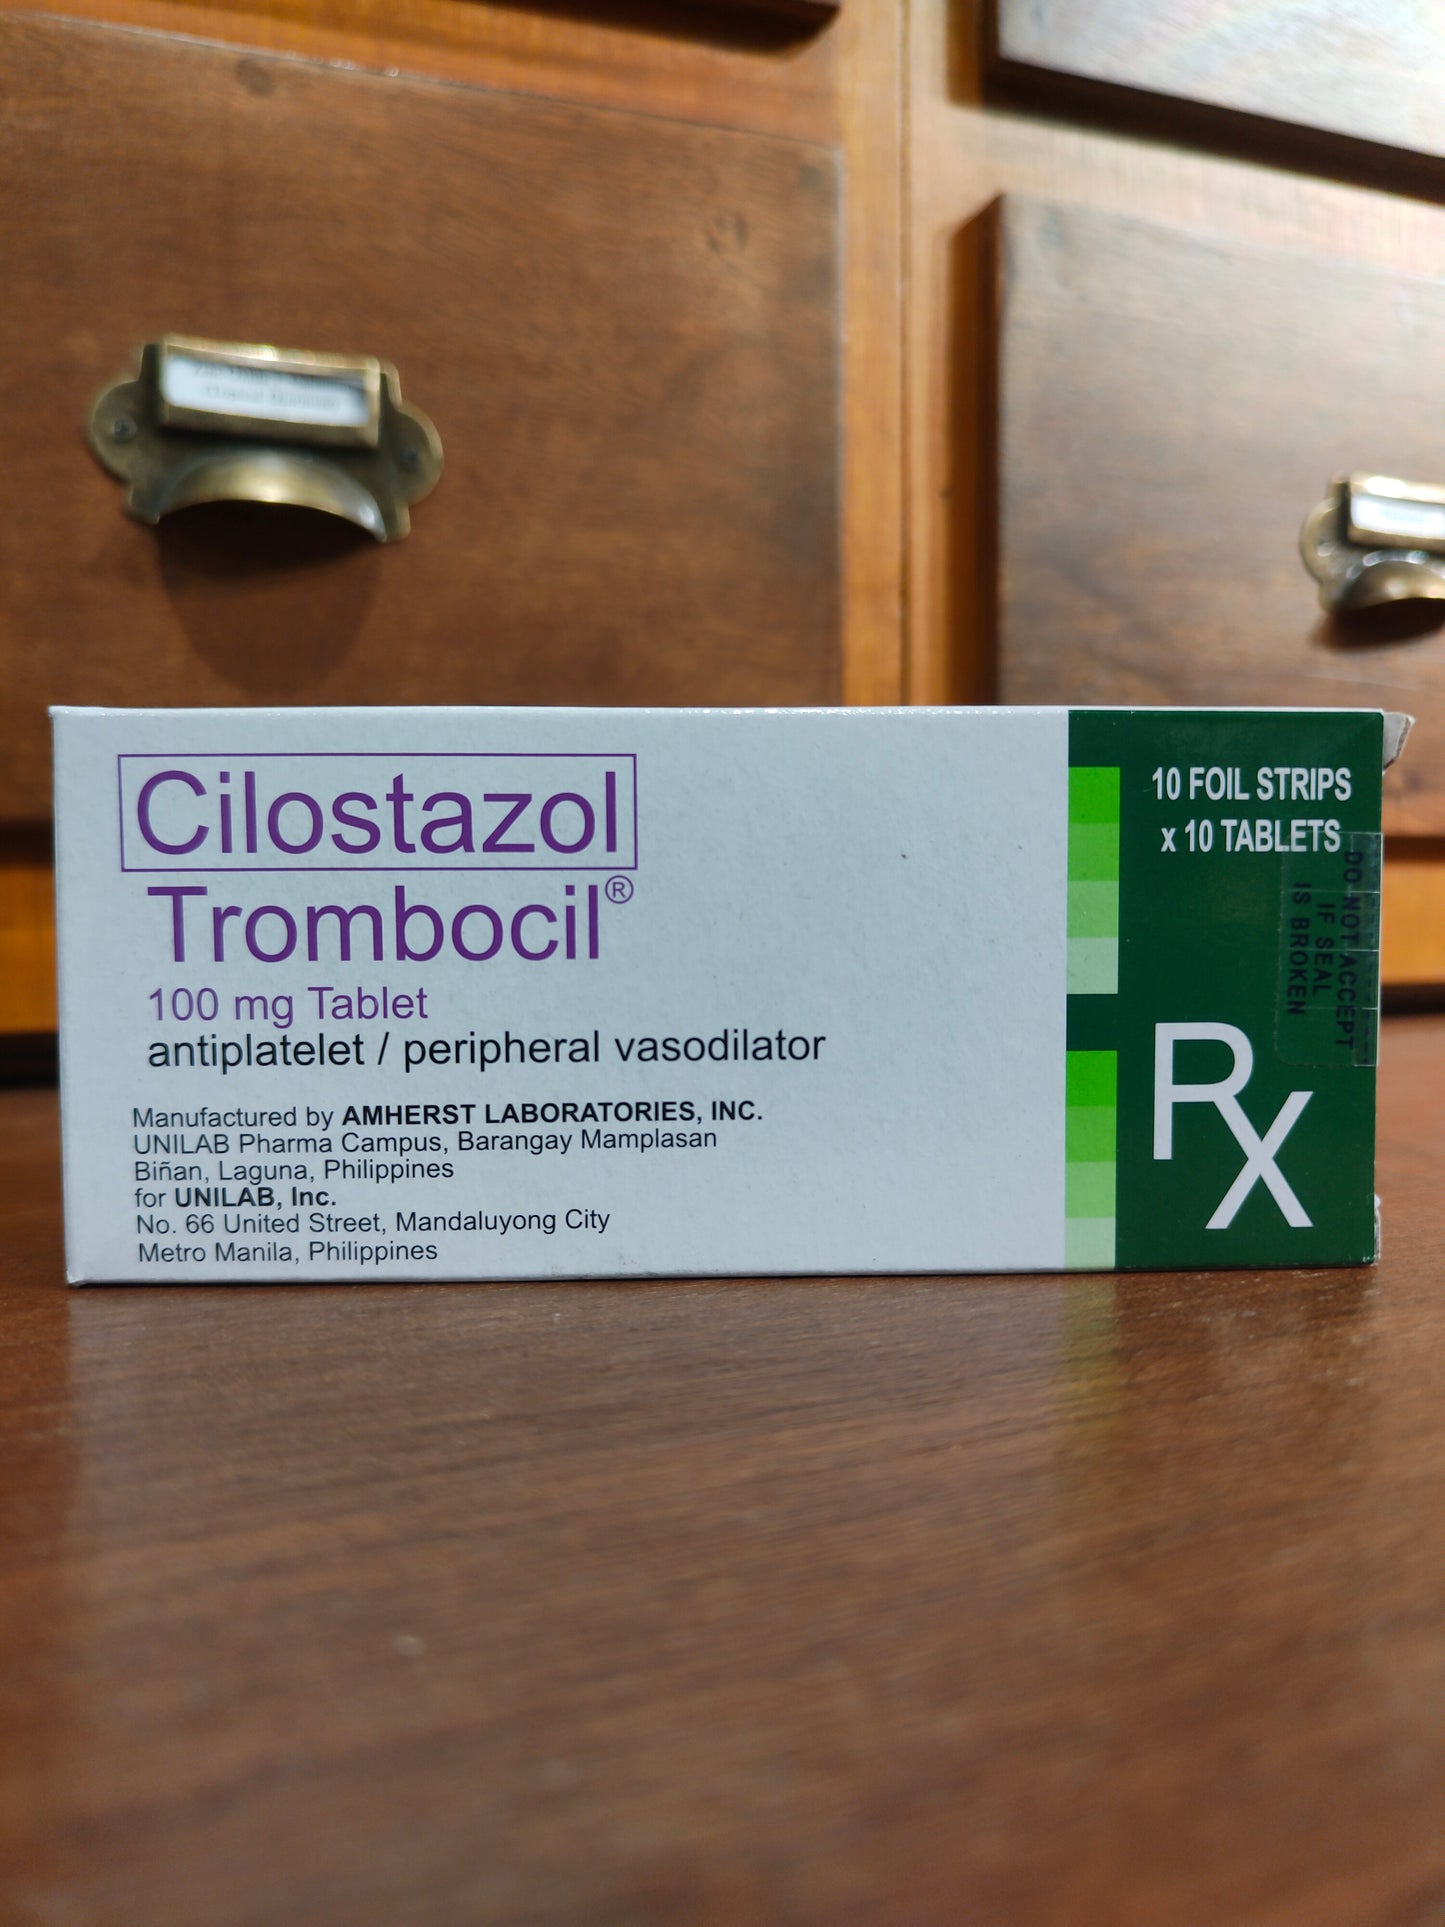 Cilostazol
Trombocil®
100 mg Tablet
antiplatelet / peripheral vasodilator
Manufactured by AMHERST LABORATORIES, INC.
UNILAB Pharma Campus, Barangay Mamplasan
Biñan, Laguna, Philippines
for UNILAB, Inc.
No. 66 United Street, Mandaluyong City
Metro Manila, Philippines
10 FOIL STRIPS
x 10 TABLETS
DO NOT ACCEPT
IF SEAL
IS BROKEN
Rx